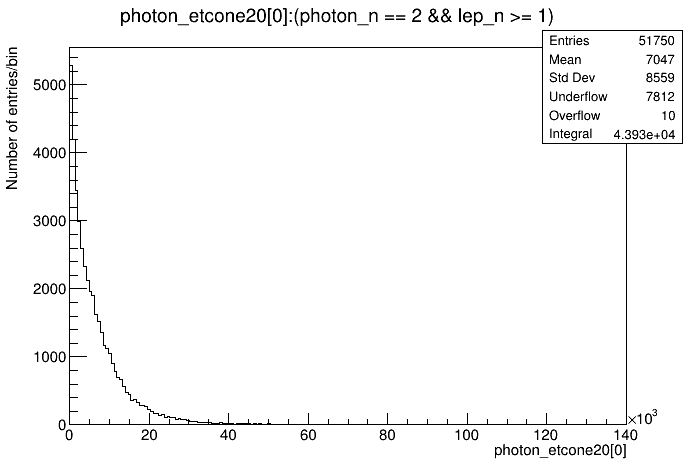 photon_etcone20[0]:(photon_n == 2 && lep_n >= 1)
Entries 51750
Mean 7047
Std Dev 8559
Underflow 7812
Overflow 10
Integral 4.393e+04
Number of entries/bin
5000
4000
3000
2000
1000
0
0 20 40 60 80 100 120 140
×10³
photon_etcone20[0]